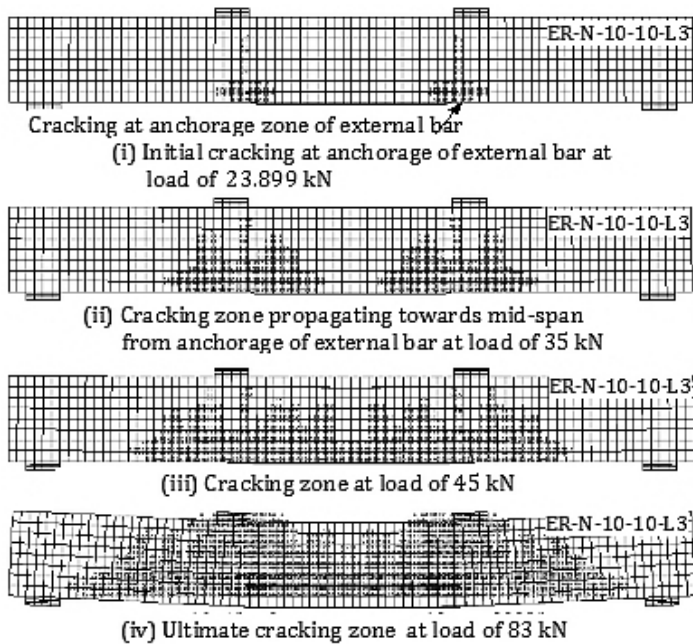 ER-N-10-10-L3
Cracking at anchorage zone of external bar
(i) Initial cracking at anchorage of external bar at
load of 23.899 kN
ER-N-10-10-L3
(ii) Cracking zone propagating towards mid-span
from anchorage of external bar at load of 35 kN
ER-N-10-10-L3
(iii) Cracking zone at load of 45 kN
ER-N-10-10-L3
(iv) Ultimate cracking zone at load of 83 kN